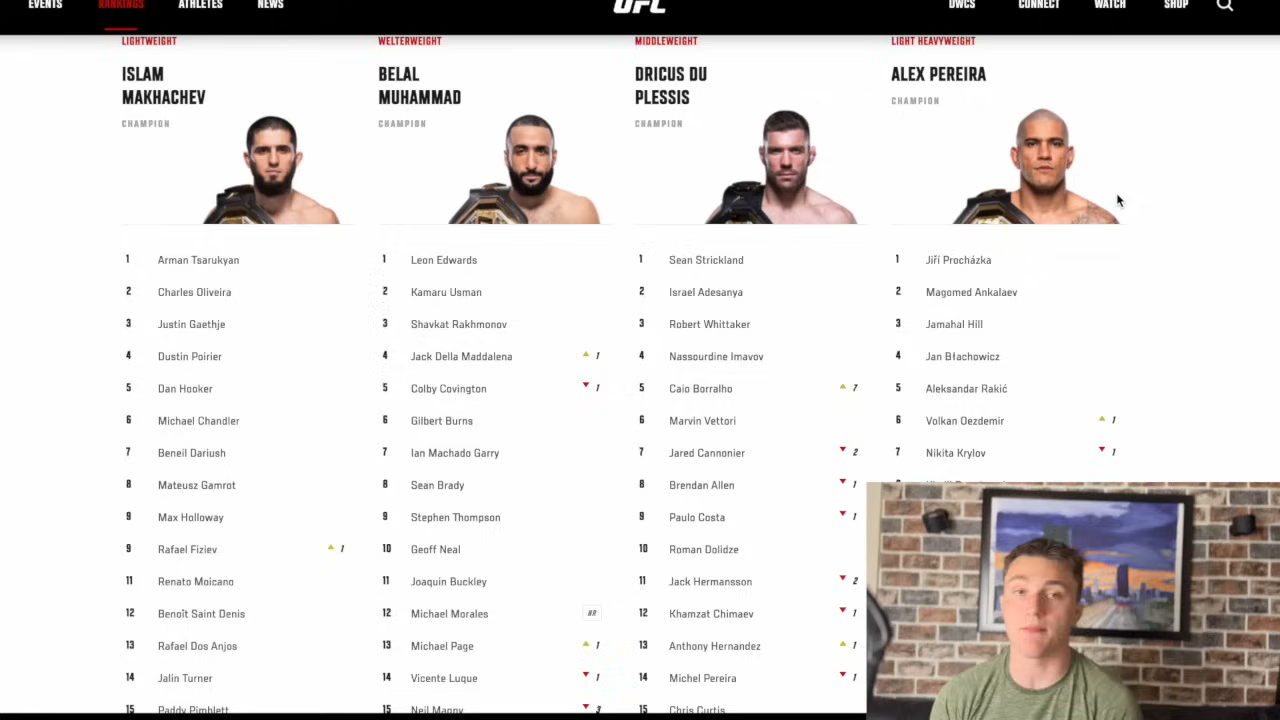 EVENTS RANKINGS ATHLETES NEWS UFC DWCS CONNECT WATCH SHOP
LIGHTWEIGHT
ISLAM
MAKHACHEV
CHAMPION
1 Arman Tsarukyan
2 Charles Oliveira
3 Justin Gaethje
4 Dustin Poirier
5 Dan Hooker
6 Michael Chandler
7 Beneil Dariush
8 Mateusz Gamrot
9 Max Holloway
9 Rafael Fiziev 1
11 Renato Moicano
12 Benoît Saint Denis
13 Rafael Dos Anjos
14 Jalin Turner
15 Paddy Pimblett
WELTERWEIGHT
BELAL
MUHAMMAD
CHAMPION
1 Leon Edwards
2 Kamaru Usman
3 Shavkat Rakhmonov
4 Jack Della Maddalena 1
5 Colby Covington 1
6 Gilbert Burns
7 Ian Machado Garry
8 Sean Brady
9 Stephen Thompson
10 Geoff Neal
11 Joaquin Buckley
12 Michael Morales NR
13 Michael Page 1
14 Vicente Luque 1
15 Neil Magny 3
MIDDLEWEIGHT
DRICUS DU
PLESSIS
CHAMPION
1 Sean Strickland
2 Israel Adesanya
3 Robert Whittaker
4 Nassourdine Imavov
5 Caio Borralho 7
6 Marvin Vettori
7 Jared Cannonier 2
8 Brendan Allen 1
9 Paulo Costa 1
10 Roman Dolidze
11 Jack Hermansson 2
12 Khamzat Chimaev 1
13 Anthony Hernandez 1
14 Michel Pereira 1
15 Chris Curtis
LIGHT HEAVYWEIGHT
ALEX PEREIRA
CHAMPION
1 Jiří Procházka
2 Magomed Ankalaev
3 Jamahal Hill
4 Jan Błachowicz
5 Aleksandar Rakić
6 Volkan Oezdemir 1
7 Nikita Krylov 1